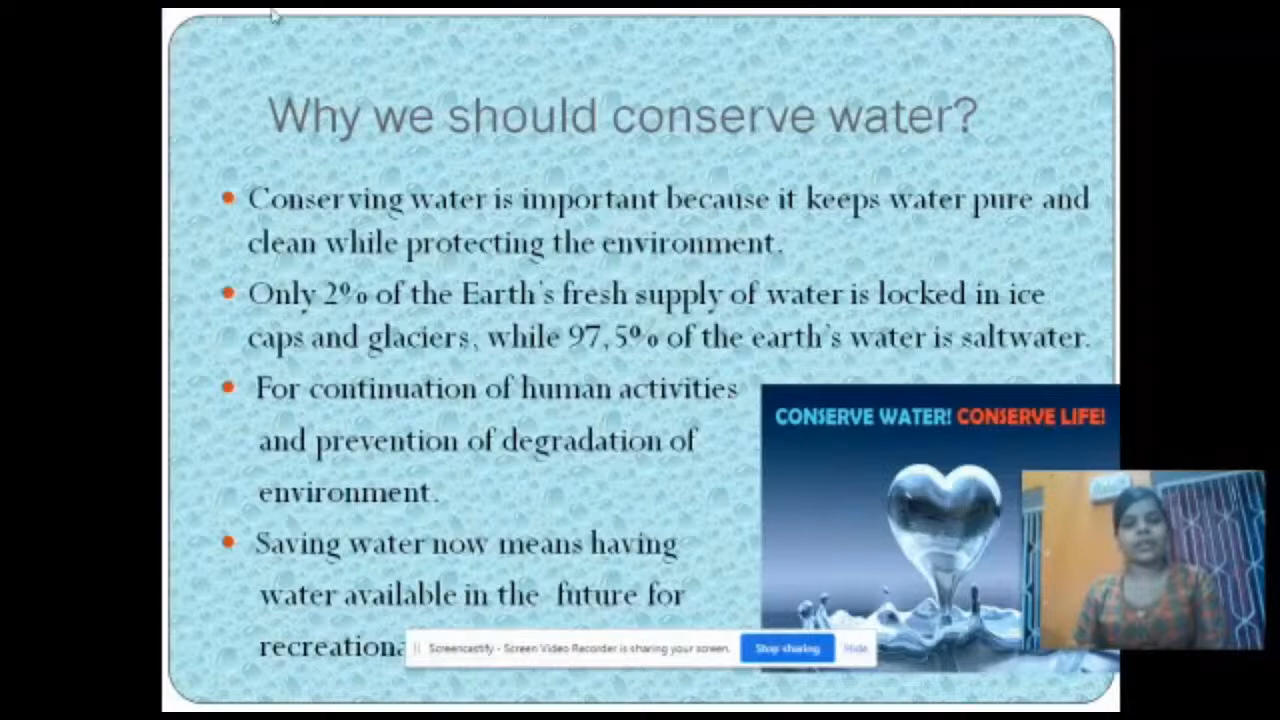 Why we should conserve water?
Conserving water is important because it keeps water pure and
clean while protecting the environment.
Only 2% of the Earth's fresh supply of water is locked in ice
caps and glaciers, while 97,5% of the earth's water is saltwater.
For continuation of human activities
and prevention of degradation of
environment.
Saving water now means having
water available in the future for
recreationa
CONSERVE WATER! CONSERVE LIFE!
Screencastify - Screen Video Recorder is sharing your screen.
Stop sharing
Hide